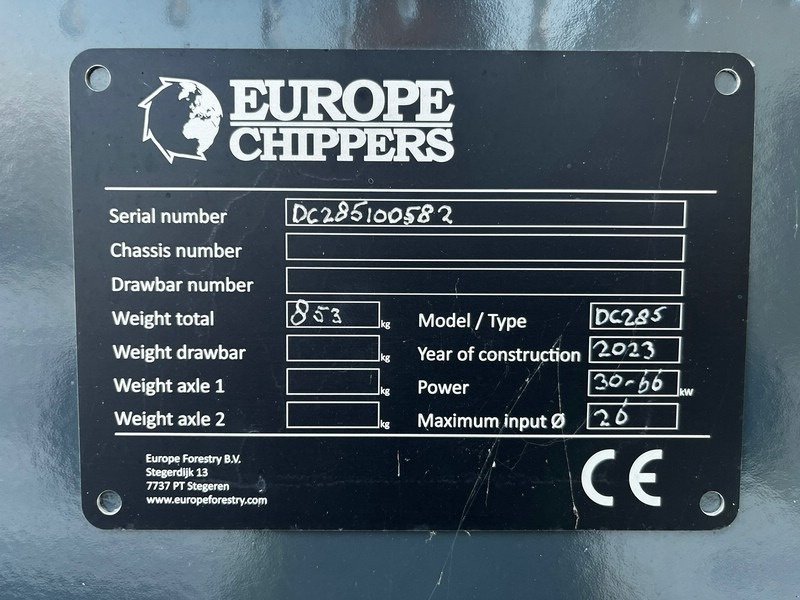 EUROPE
CHIPPERS
Serial number DC285100582
Chassis number
Drawbar number
Weight total 853 kg Model / Type DC285
Weight drawbar kg Year of construction 2023
Weight axle 1 kg Power 30-66 kW
Weight axle 2 kg Maximum input Ø 26
Europe Forestry B.V.
Stegerdijk 13
7737 PT Stegeren
www.europeforestry.com
CE